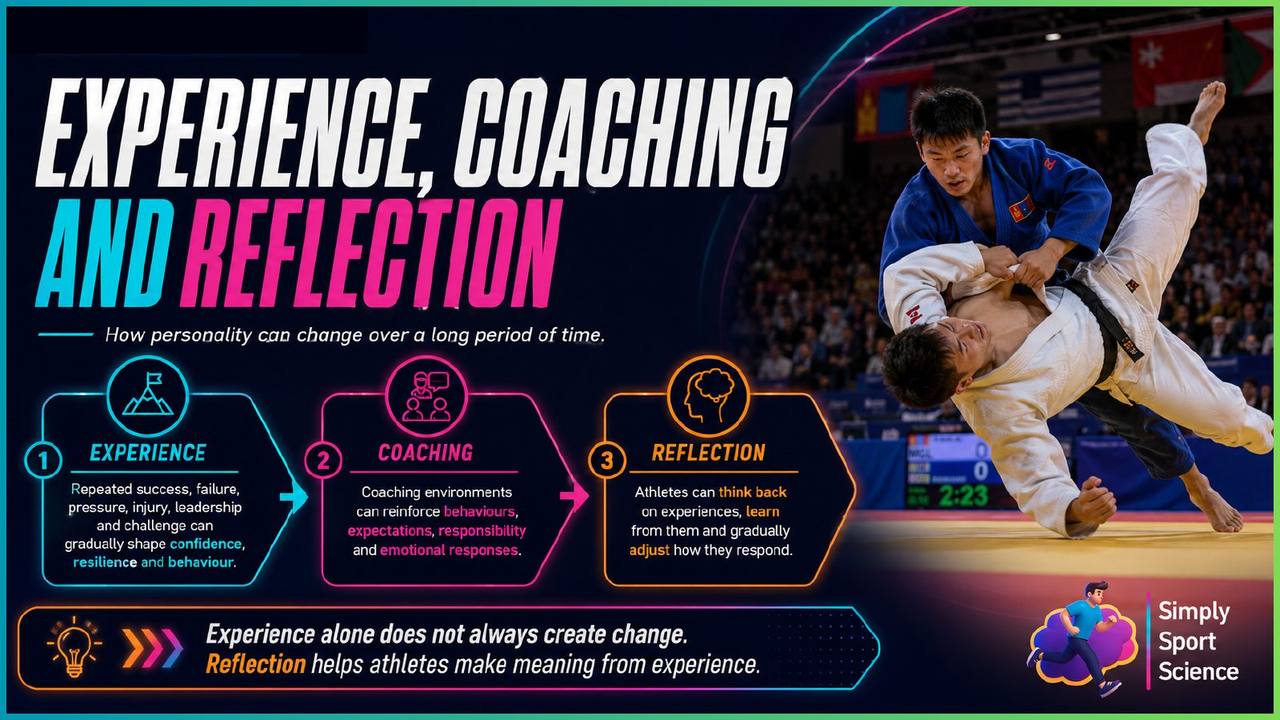 EXPERIENCE, COACHING
AND REFLECTION
How personality can change over a long period of time.
1
EXPERIENCE
Repeated success, failure,
pressure, injury, leadership
and challenge can
gradually shape confidence,
resilience and behaviour.
2
COACHING
Coaching environments
can reinforce behaviours,
expectations, responsibility
and emotional responses.
3
REFLECTION
Athletes can think back
on experiences, learn
from them and gradually
adjust how they respond.
Experience alone does not always create change.
Reflection helps athletes make meaning from experience.
0
0
2:23
Simply
Sport
Science